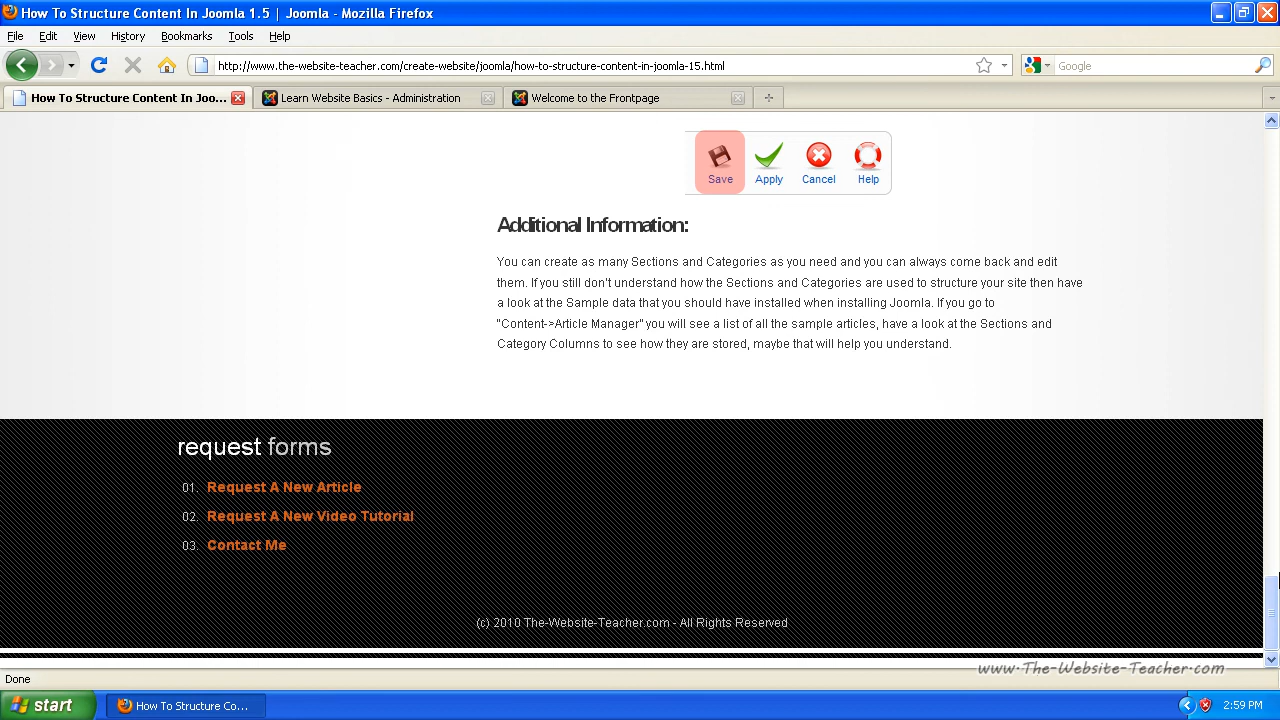 How To Structure Content In Joomla 1.5 | Joomla - Mozilla Firefox
File Edit View History Bookmarks Tools Help
http://www.the-website-teacher.com/create-website/joomla/how-to-structure-content-in-joomla-15.html
Google
How To Structure Content In Joo...
Learn Website Basics - Administration
Welcome to the Frontpage
Save Apply Cancel Help
Additional Information:
You can create as many Sections and Categories as you need and you can always come back and edit
them. If you still don't understand how the Sections and Categories are used to structure your site then have
a look at the Sample data that you should have installed when installing Joomla. If you go to
"Content->Article Manager" you will see a list of all the sample articles, have a look at the Sections and
Category Columns to see how they are stored, maybe that will help you understand.
request forms
01. Request A New Article
02. Request A New Video Tutorial
03. Contact Me
(c) 2010 The-Website-Teacher.com - All Rights Reserved
www.The-Website-Teacher.com
Done
start
How To Structure Co...
2:59 PM